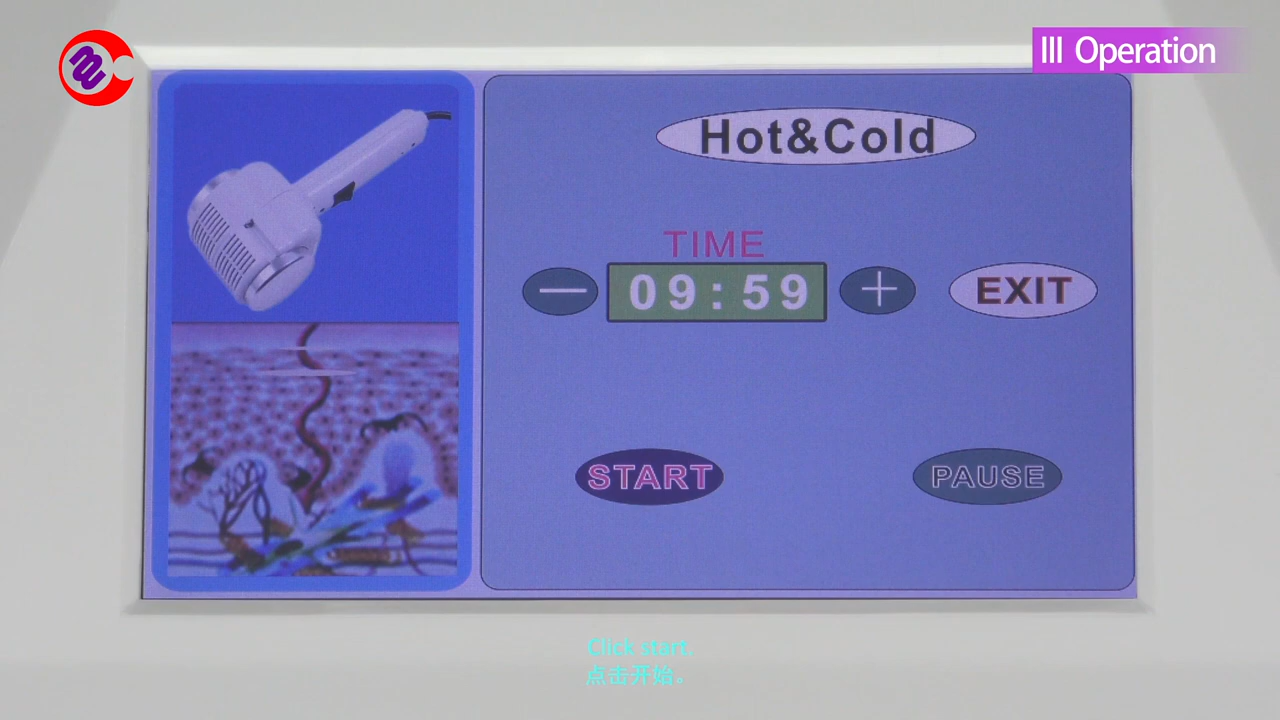 III Operation
Hot&Cold
TIME
09:59
EXIT
START
PAUSE
Click start.
点击开始。